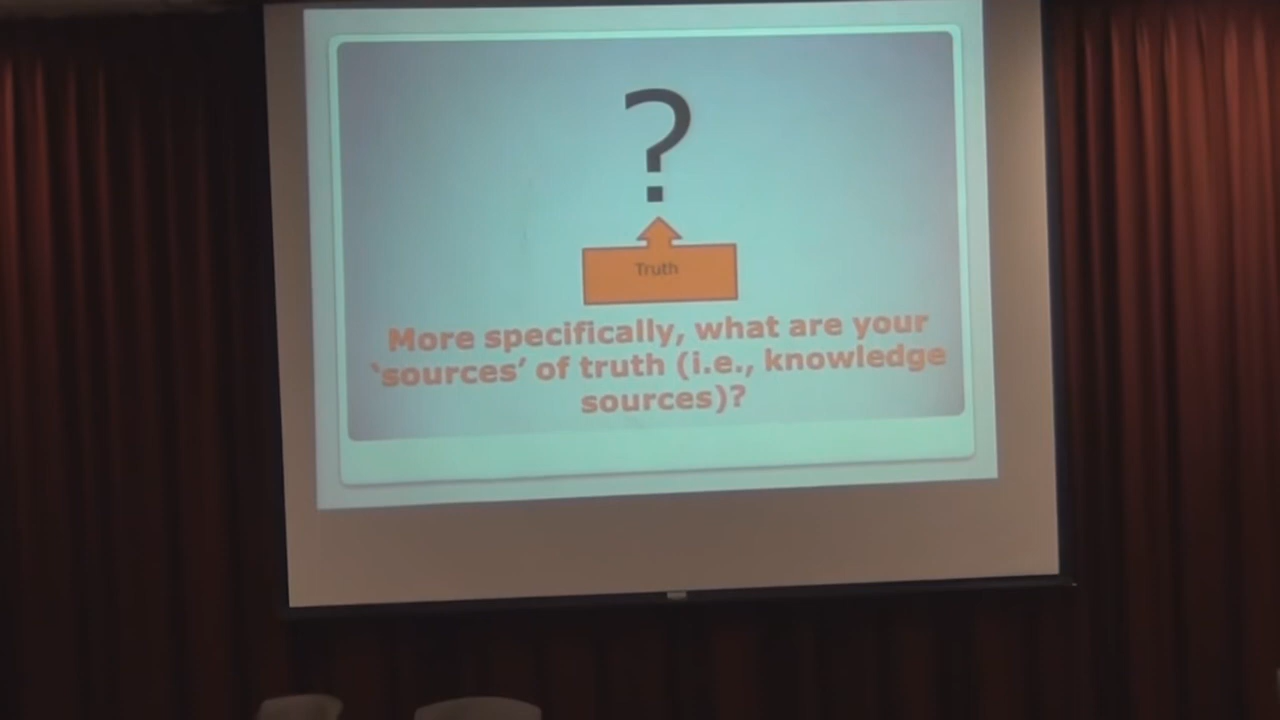 ?
Truth
More specifically, what are your
‘sources’ of truth (i.e., knowledge
sources)?